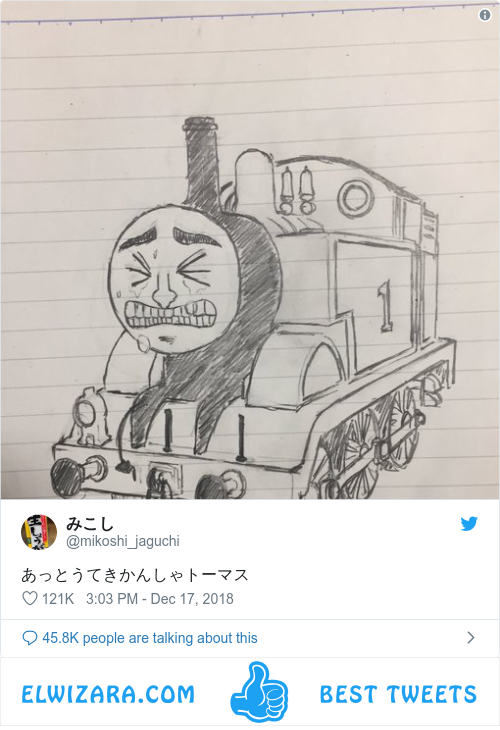 1
みこし
@mikoshi_jaguchi
あっとうてきかんしゃトーマス
121K 3:03 PM - Dec 17, 2018
45.8K people are talking about this
ELWIZARA.COM BEST TWEETS